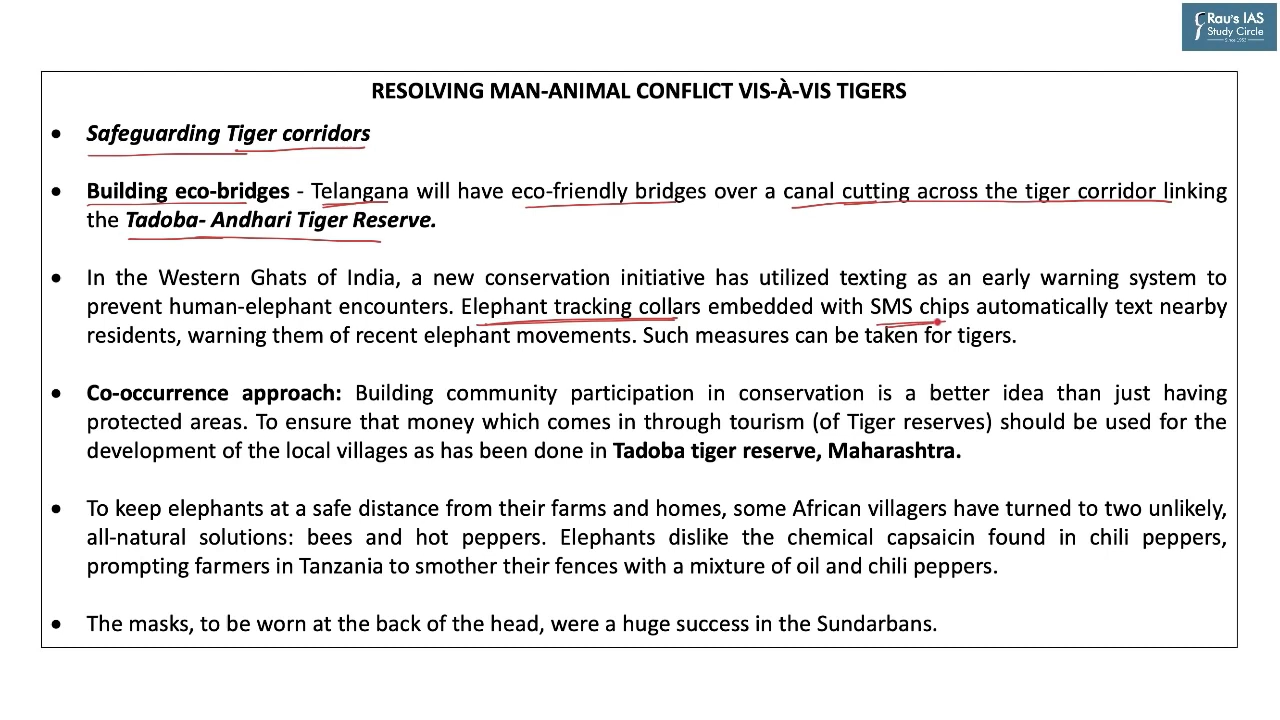 Rau's IAS
Study Circle
Since 1953
RESOLVING MAN-ANIMAL CONFLICT VIS-À-VIS TIGERS
• Safeguarding Tiger corridors
• Building eco-bridges - Telangana will have eco-friendly bridges over a canal cutting across the tiger corridor linking
the Tadoba- Andhari Tiger Reserve.
• In the Western Ghats of India, a new conservation initiative has utilized texting as an early warning system to
prevent human-elephant encounters. Elephant tracking collars embedded with SMS chips automatically text nearby
residents, warning them of recent elephant movements. Such measures can be taken for tigers.
• Co-occurrence approach: Building community participation in conservation is a better idea than just having
protected areas. To ensure that money which comes in through tourism (of Tiger reserves) should be used for the
development of the local villages as has been done in Tadoba tiger reserve, Maharashtra.
• To keep elephants at a safe distance from their farms and homes, some African villagers have turned to two unlikely,
all-natural solutions: bees and hot peppers. Elephants dislike the chemical capsaicin found in chili peppers,
prompting farmers in Tanzania to smother their fences with a mixture of oil and chili peppers.
• The masks, to be worn at the back of the head, were a huge success in the Sundarbans.